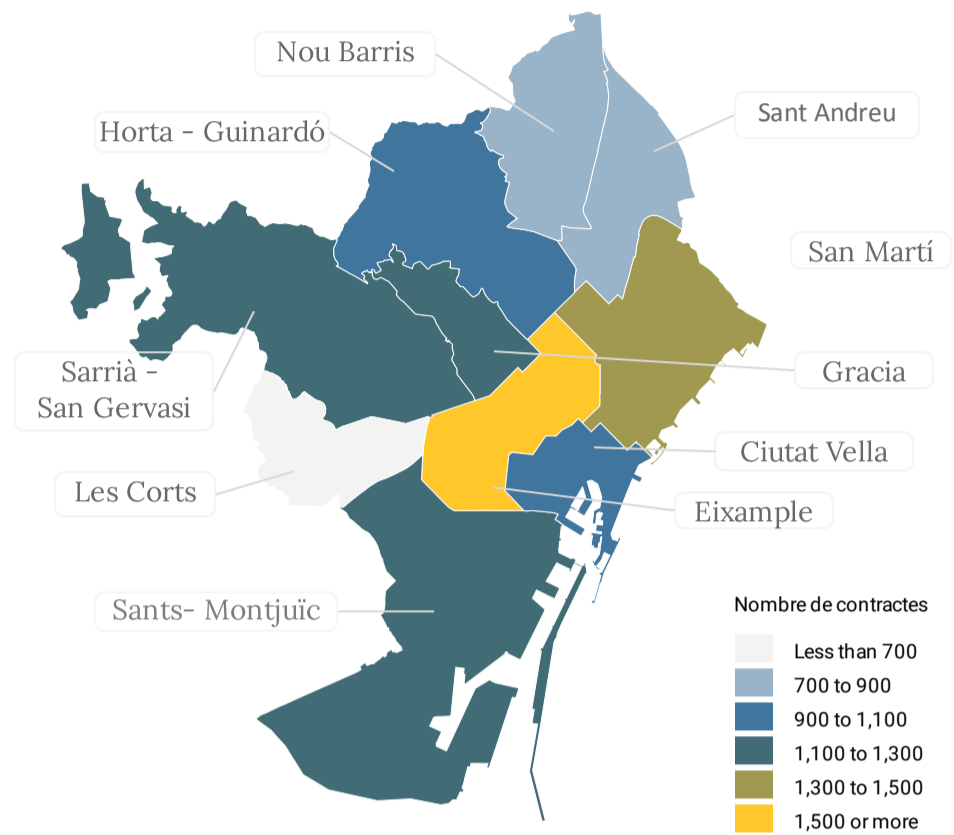 Nou Barris
Sant Andreu
Horta - Guinardó
San Martí
Sarrià -
San Gervasi
Gracia
Ciutat Vella
Les Corts
Eixample
Sants- Montjuïc
Nombre de contractes
Less than 700
700 to 900
900 to 1,100
1,100 to 1,300
1,300 to 1,500
1,500 or more